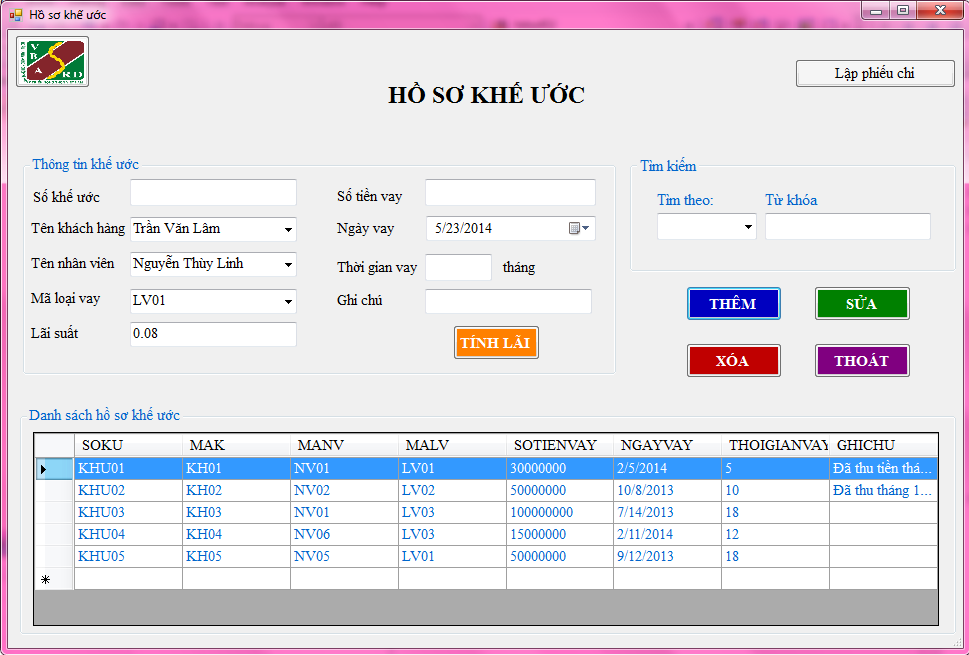 Hồ sơ khế ước
V B A R D
Lập phiếu chi
HỒ SƠ KHẾ ƯỚC
Thông tin khế ước
Số khế ước
Số tiền vay
Tên khách hàng Trần Văn Lâm
Ngày vay 5/23/2014
Tên nhân viên Nguyễn Thùy Linh
Thời gian vay tháng
Mã loại vay LV01
Ghi chú
Lãi suất 0.08
TÍNH LÃI
Tìm kiếm
Tìm theo: Từ khóa
THÊM SỬA
XÓA THOÁT
Danh sách hồ sơ khế ước
SOKU MAK MANV MALV SOTIENVAY NGAYVAY THOIGIANVAY GHICHU
KHU01 KH01 NV01 LV01 30000000 2/5/2014 5 Đã thu tiền thá...
KHU02 KH02 NV02 LV02 50000000 10/8/2013 10 Đã thu tháng 1...
KHU03 KH03 NV01 LV03 100000000 7/14/2013 18
KHU04 KH04 NV06 LV03 15000000 2/11/2014 12
KHU05 KH05 NV05 LV01 50000000 9/12/2013 18